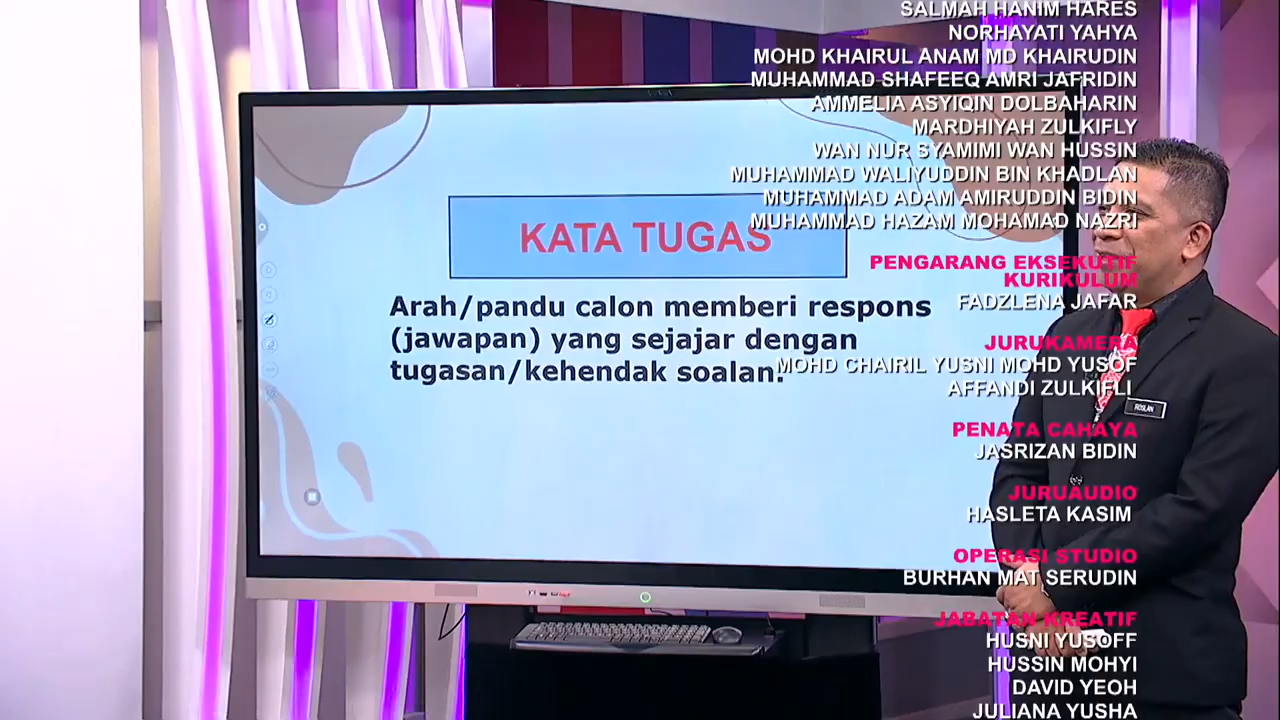 KATA TUGAS
Arah/pandu calon memberi respons
(jawapan) yang sejajar dengan
tugasan/kehendak soalan.
SALMAH HANIM HARES
NORHAYATI YAHYA
MOHD KHAIRUL ANAM MD KHAIRUDIN
MUHAMMAD SHAFEEQ AMRI JAFRIDIN
AMMELIA ASYIQIN DOLBAHARIN
MARDHIYAH ZULKIFLY
WAN NUR SYAMIMI WAN HUSSIN
MUHAMMAD WALIYUDDIN BIN KHADLAN
MUHAMMAD ADAM AMIRUDDIN BIDIN
MUHAMMAD HAZAM MOHAMAD NAZRI
PENGARANG EKSEKUTIF
KURIKULUM
FADZLENA JAFAR
JURUKAMERA
MOHD CHAIRIL YUSNI MOHD YUSOF
AFFANDI ZULKIFLI
PENATA CAHAYA
JASRIZAN BIDIN
JURUAUDIO
HASLETA KASIM
OPERASI STUDIO
BURHAN MAT SERUDIN
JABATAN KREATIF
HUSNI YUSOFF
HUSSIN MOHYI
DAVID YEOH
JULIANA YUSHA
ROSLAN